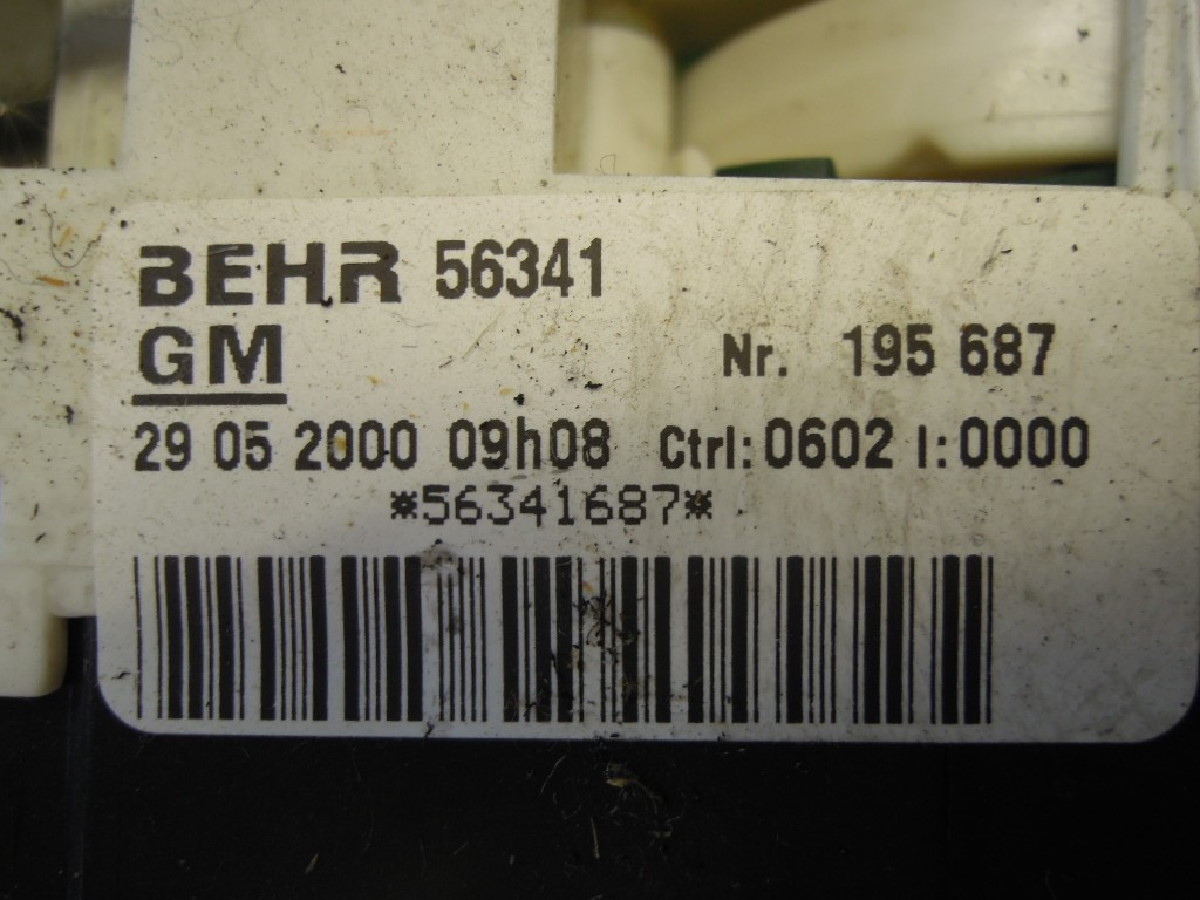 BEHR 56341
GM Nr. 195 687
29 05 2000 09h08 Ctrl: 0602 I: 0000
*56341687*